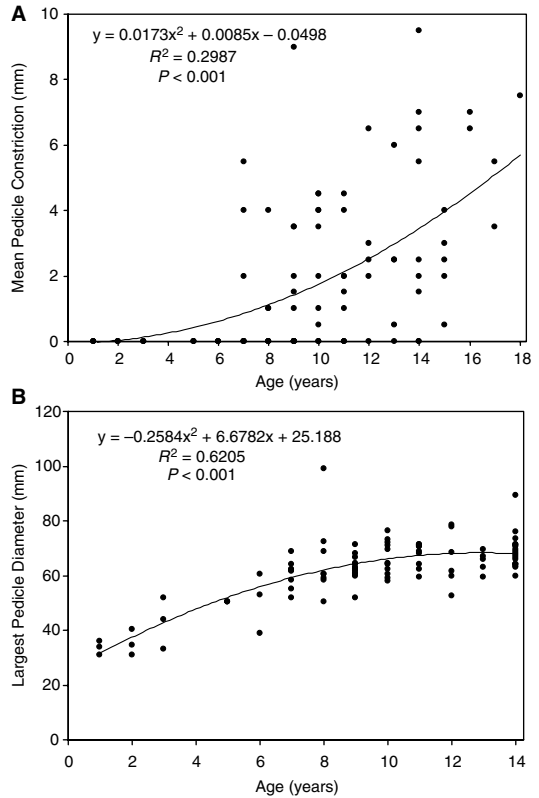 A
y = 0.0173x² + 0.0085x – 0.0498
R² = 0.2987
P < 0.001
Mean Pedicle Constriction (mm)
10
8
6
4
2
0
0 2 4 6 8 10 12 14 16 18
Age (years)
B
y = –0.2584x² + 6.6782x + 25.188
R² = 0.6205
P < 0.001
Largest Pedicle Diameter (mm)
120
100
80
60
40
20
0
0 2 4 6 8 10 12 14
Age (years)